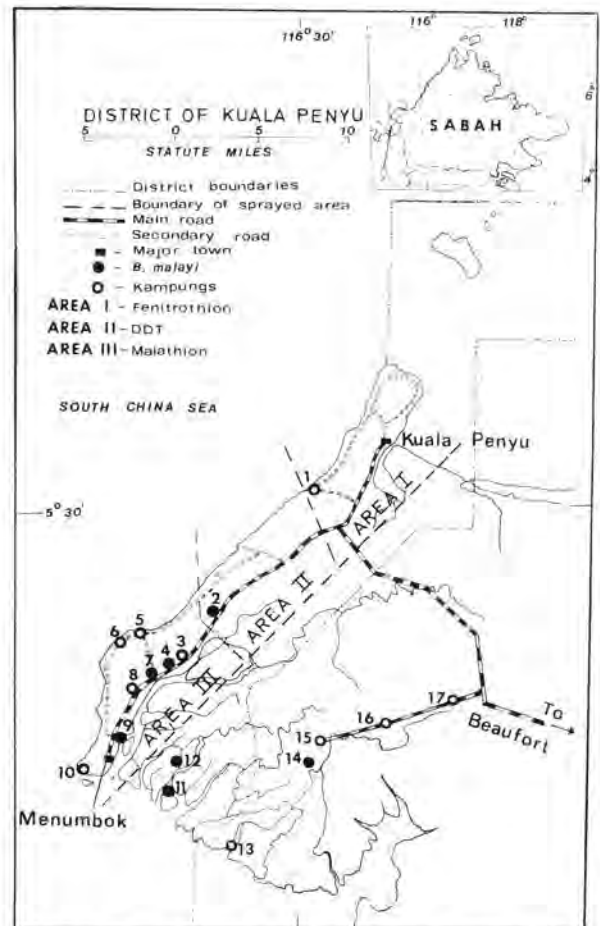 116° 30'
116°
118°
6°
SABAH
4°
DISTRICT OF KUALA PENYU
5 0 5 10
STATUTE MILES
District boundaries
Boundary of sprayed area
Main road
Secondary road
- Major town
- B. malayi
- Kampungs
AREA I - Fenitrothion
AREA II - DDT
AREA III - Malathion
SOUTH CHINA SEA
Kuala Penyu
1
AREA I
5° 30'
2
AREA II
5
6
3
4
7
8
AREA III
9
10
17
16
15
To
Beaufort
14
12
11
Menumbok
13